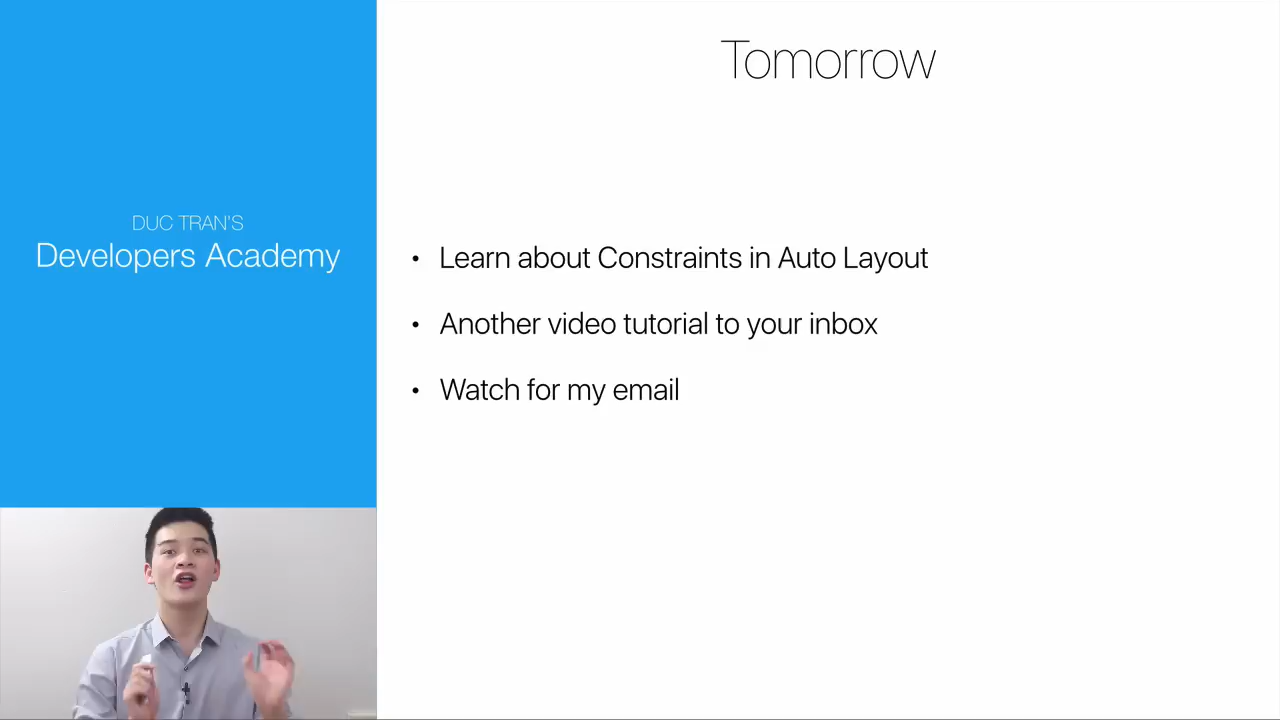 Tomorrow
DUC TRAN'S
Developers Academy
• Learn about Constraints in Auto Layout
• Another video tutorial to your inbox
• Watch for my email